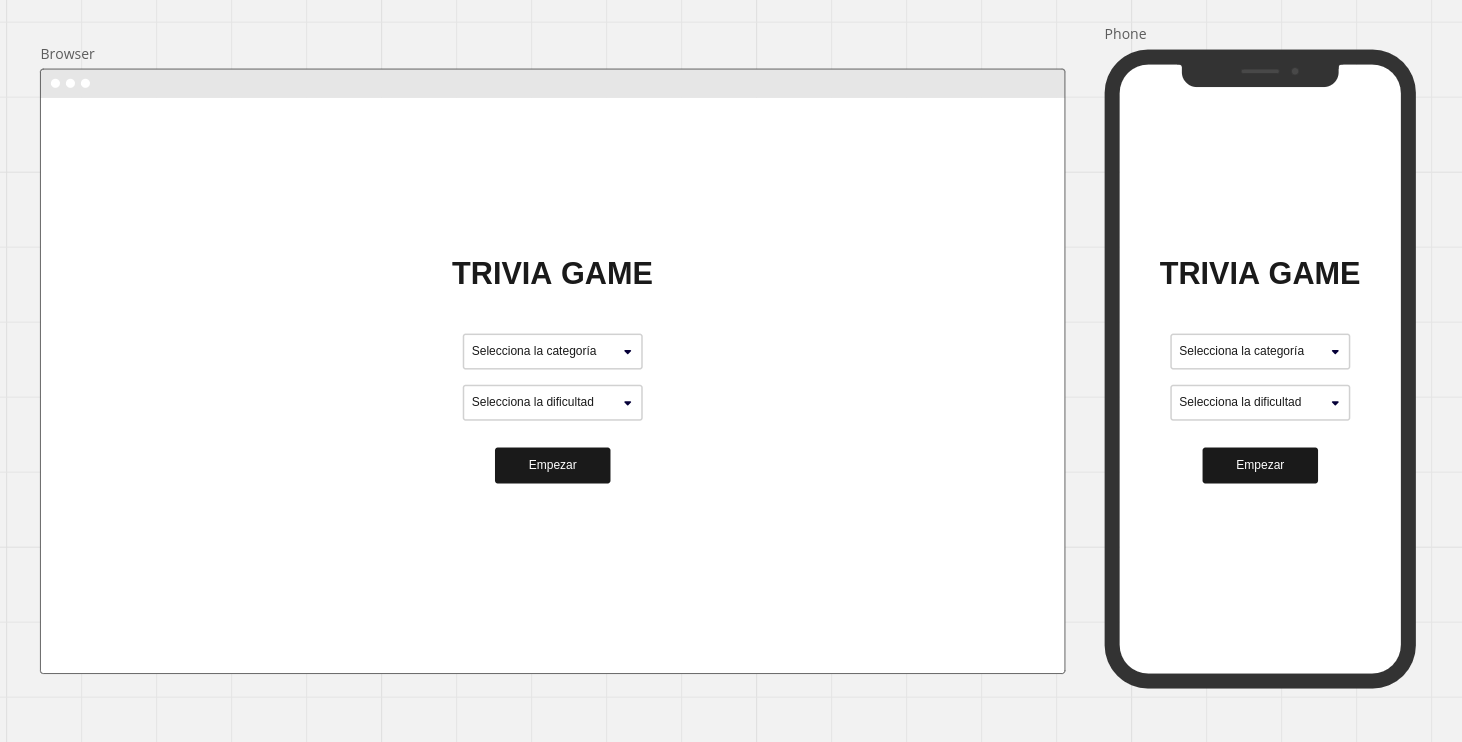 Browser
TRIVIA GAME
Selecciona la categoría
Selecciona la dificultad
Empezar
Phone
TRIVIA GAME
Selecciona la categoría
Selecciona la dificultad
Empezar